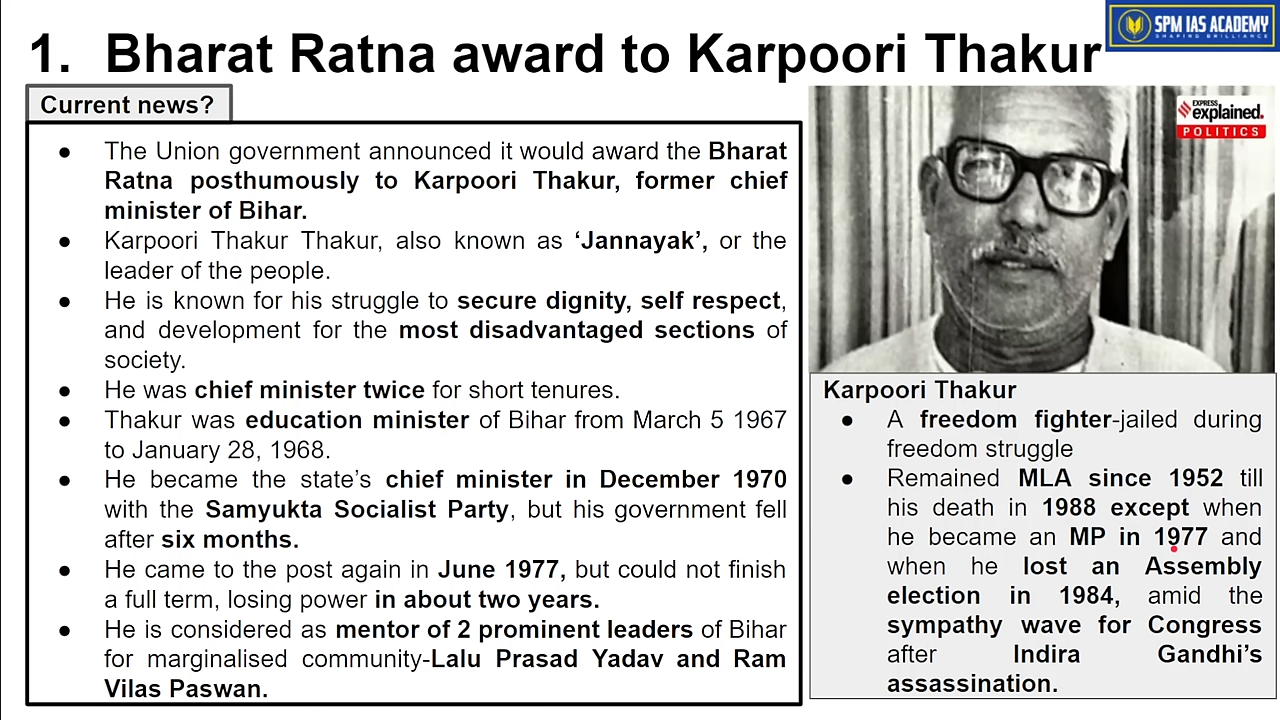 SPM IAS ACADEMY
SHAPING BRILLIANCE
1. Bharat Ratna award to Karpoori Thakur
Current news?
● The Union government announced it would award the Bharat
Ratna posthumously to Karpoori Thakur, former chief
minister of Bihar.
● Karpoori Thakur Thakur, also known as ‘Jannayak’, or the
leader of the people.
● He is known for his struggle to secure dignity, self respect,
and development for the most disadvantaged sections of
society.
● He was chief minister twice for short tenures.
● Thakur was education minister of Bihar from March 5 1967
to January 28, 1968.
● He became the state’s chief minister in December 1970
with the Samyukta Socialist Party, but his government fell
after six months.
● He came to the post again in June 1977, but could not finish
a full term, losing power in about two years.
● He is considered as mentor of 2 prominent leaders of Bihar
for marginalised community-Lalu Prasad Yadav and Ram
Vilas Paswan.
EXPRESS
explained.
POLITICS
Karpoori Thakur
● A freedom fighter-jailed during
freedom struggle
● Remained MLA since 1952 till
his death in 1988 except when
he became an MP in 1977 and
when he lost an Assembly
election in 1984, amid the
sympathy wave for Congress
after Indira Gandhi’s
assassination.